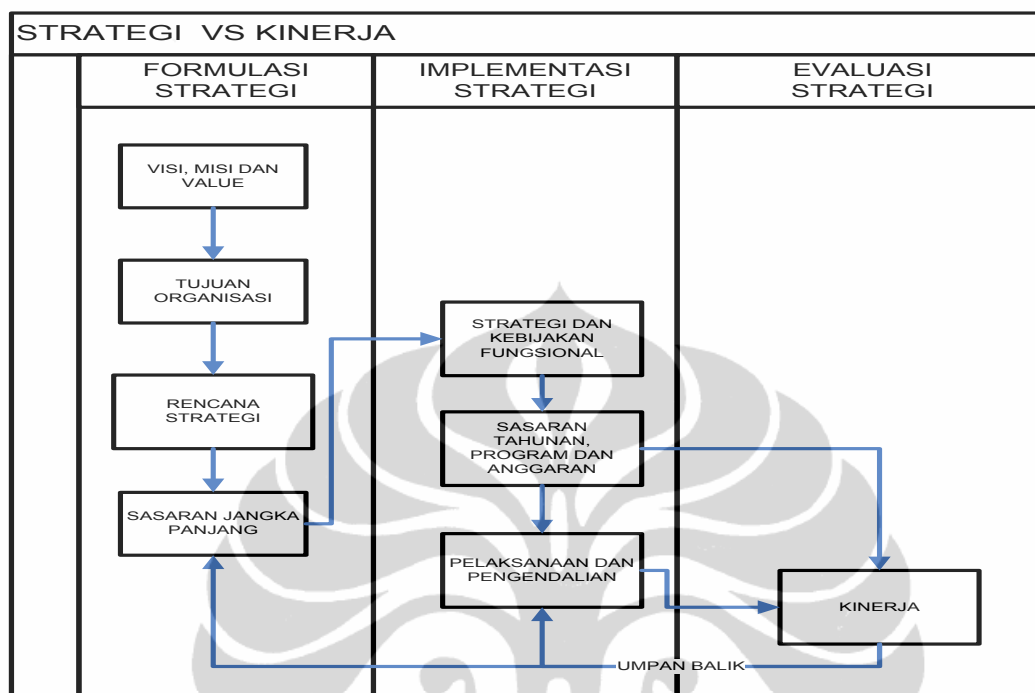 STRATEGI VS KINERJA
FORMULASI
STRATEGI
IMPLEMENTASI
STRATEGI
EVALUASI
STRATEGI
VISI, MISI DAN
VALUE
TUJUAN
ORGANISASI
RENCANA
STRATEGI
SASARAN JANGKA
PANJANG
STRATEGI DAN
KEBIJAKAN
FUNGSIONAL
SASARAN
TAHUNAN,
PROGRAM DAN
ANGGARAN
PELAKSANAAN DAN
PENGENDALIAN
KINERJA
UMPAN BALIK